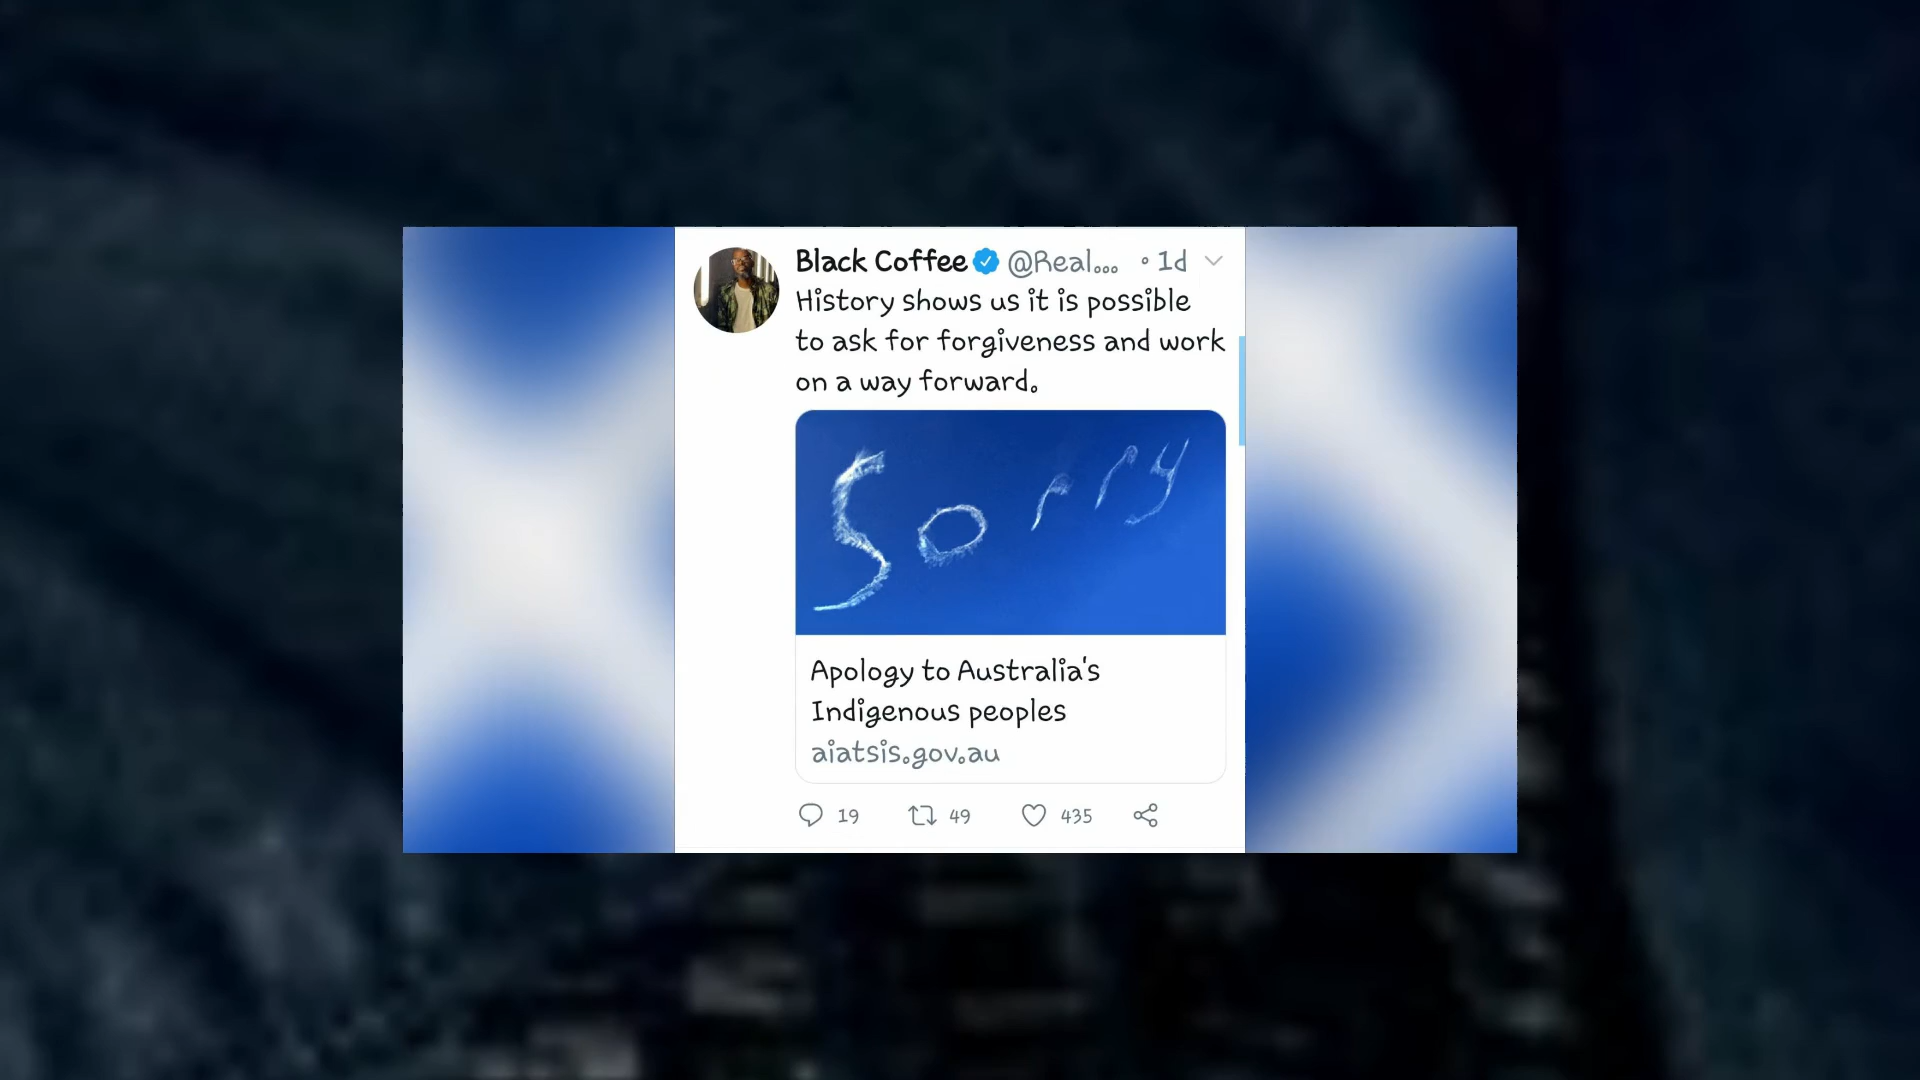 Black Coffee @Real... • 1d
History shows us it is possible
to ask for forgiveness and work
on a way forward.
Sorry
Apology to Australia's
Indigenous peoples
aiatsis.gov.au
19 49 435